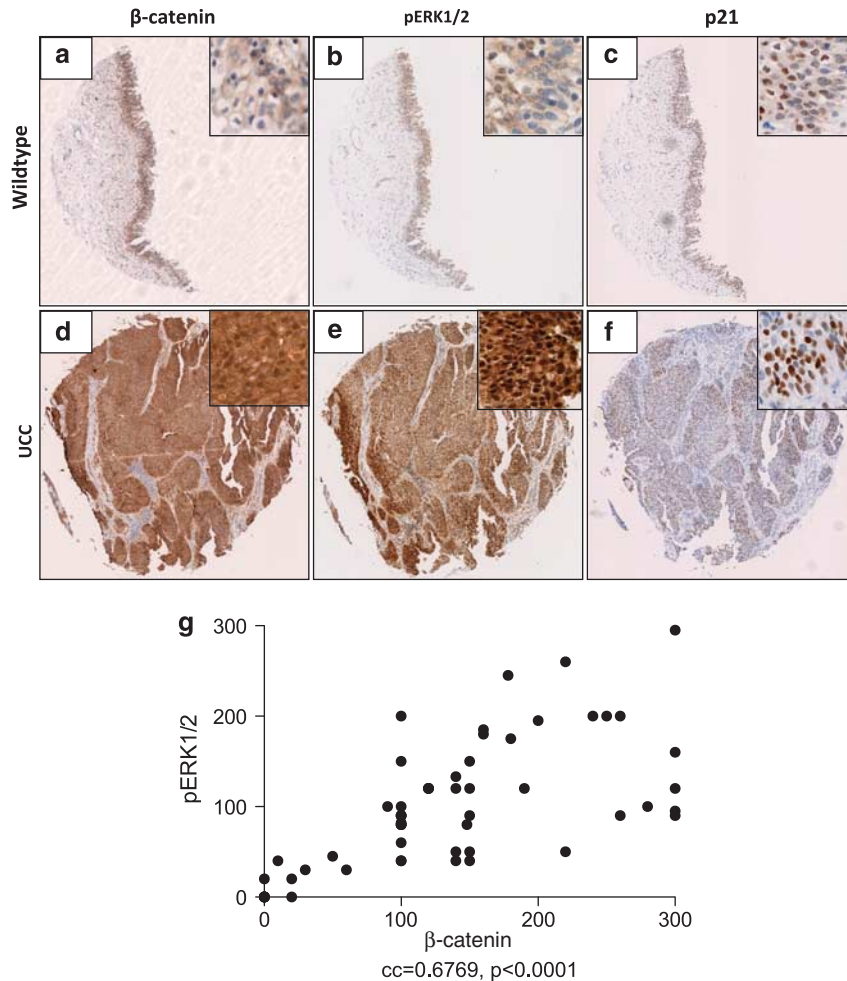 β-catenin pERK1/2 p21
Wildtype
a b c
UCC
d e f
g
300
200
100
0
pERK1/2
0 100 200 300
β-catenin
cc=0.6769, p<0.0001